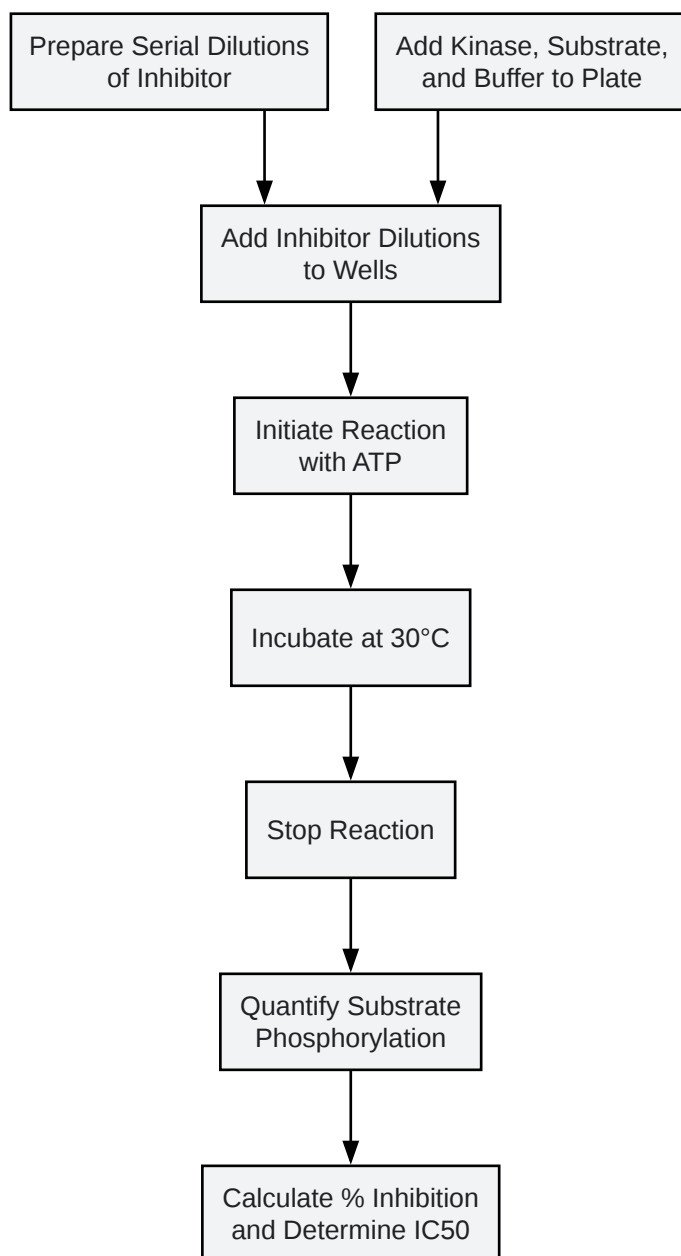 Prepare Serial Dilutions
of Inhibitor
Add Kinase, Substrate,
and Buffer to Plate
Add Inhibitor Dilutions
to Wells
Initiate Reaction
with ATP
Incubate at 30°C
Stop Reaction
Quantify Substrate
Phosphorylation
Calculate % Inhibition
and Determine IC50